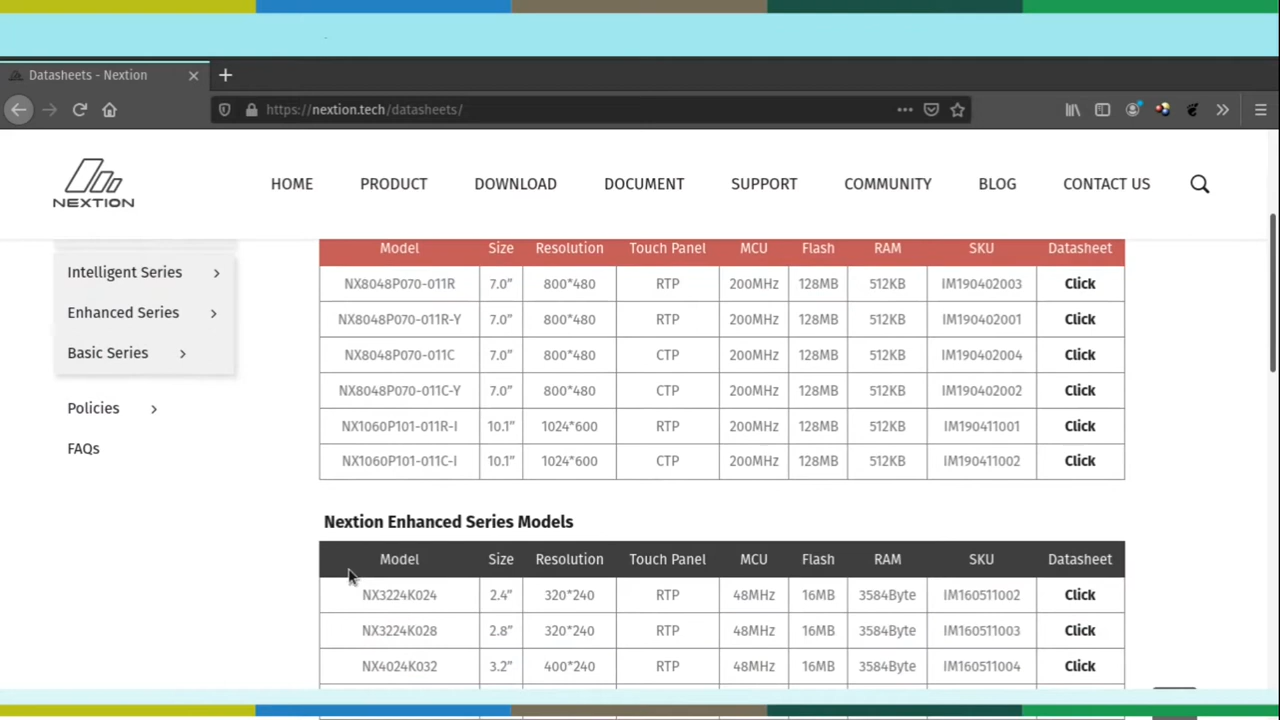 Datasheets - Nextion
https://nextion.tech/datasheets/
NEXTION
HOME PRODUCT DOWNLOAD DOCUMENT SUPPORT COMMUNITY BLOG CONTACT US
Intelligent Series
Enhanced Series
Basic Series
Policies
FAQs
Model Size Resolution Touch Panel MCU Flash RAM SKU Datasheet
NX8048P070-011R 7.0″ 800*480 RTP 200MHz 128MB 512KB IM190402003 Click
NX8048P070-011R-Y 7.0″ 800*480 RTP 200MHz 128MB 512KB IM190402001 Click
NX8048P070-011C 7.0″ 800*480 CTP 200MHz 128MB 512KB IM190402004 Click
NX8048P070-011C-Y 7.0″ 800*480 CTP 200MHz 128MB 512KB IM190402002 Click
NX1060P101-011R-I 10.1″ 1024*600 RTP 200MHz 128MB 512KB IM190411001 Click
NX1060P101-011C-I 10.1″ 1024*600 CTP 200MHz 128MB 512KB IM190411002 Click
Nextion Enhanced Series Models
Model Size Resolution Touch Panel MCU Flash RAM SKU Datasheet
NX3224K024 2.4″ 320*240 RTP 48MHz 16MB 3584Byte IM160511002 Click
NX3224K028 2.8″ 320*240 RTP 48MHz 16MB 3584Byte IM160511003 Click
NX4024K032 3.2″ 400*240 RTP 48MHz 16MB 3584Byte IM160511004 Click